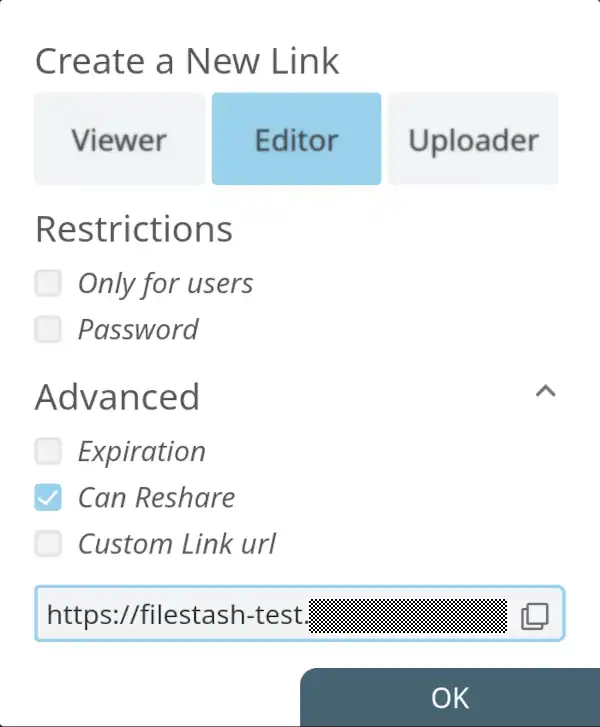 Create a New Link
Viewer Editor Uploader
Restrictions
Only for users
Password
Advanced
Expiration
Can Reshare
Custom Link url
https://filestash-test.
OK